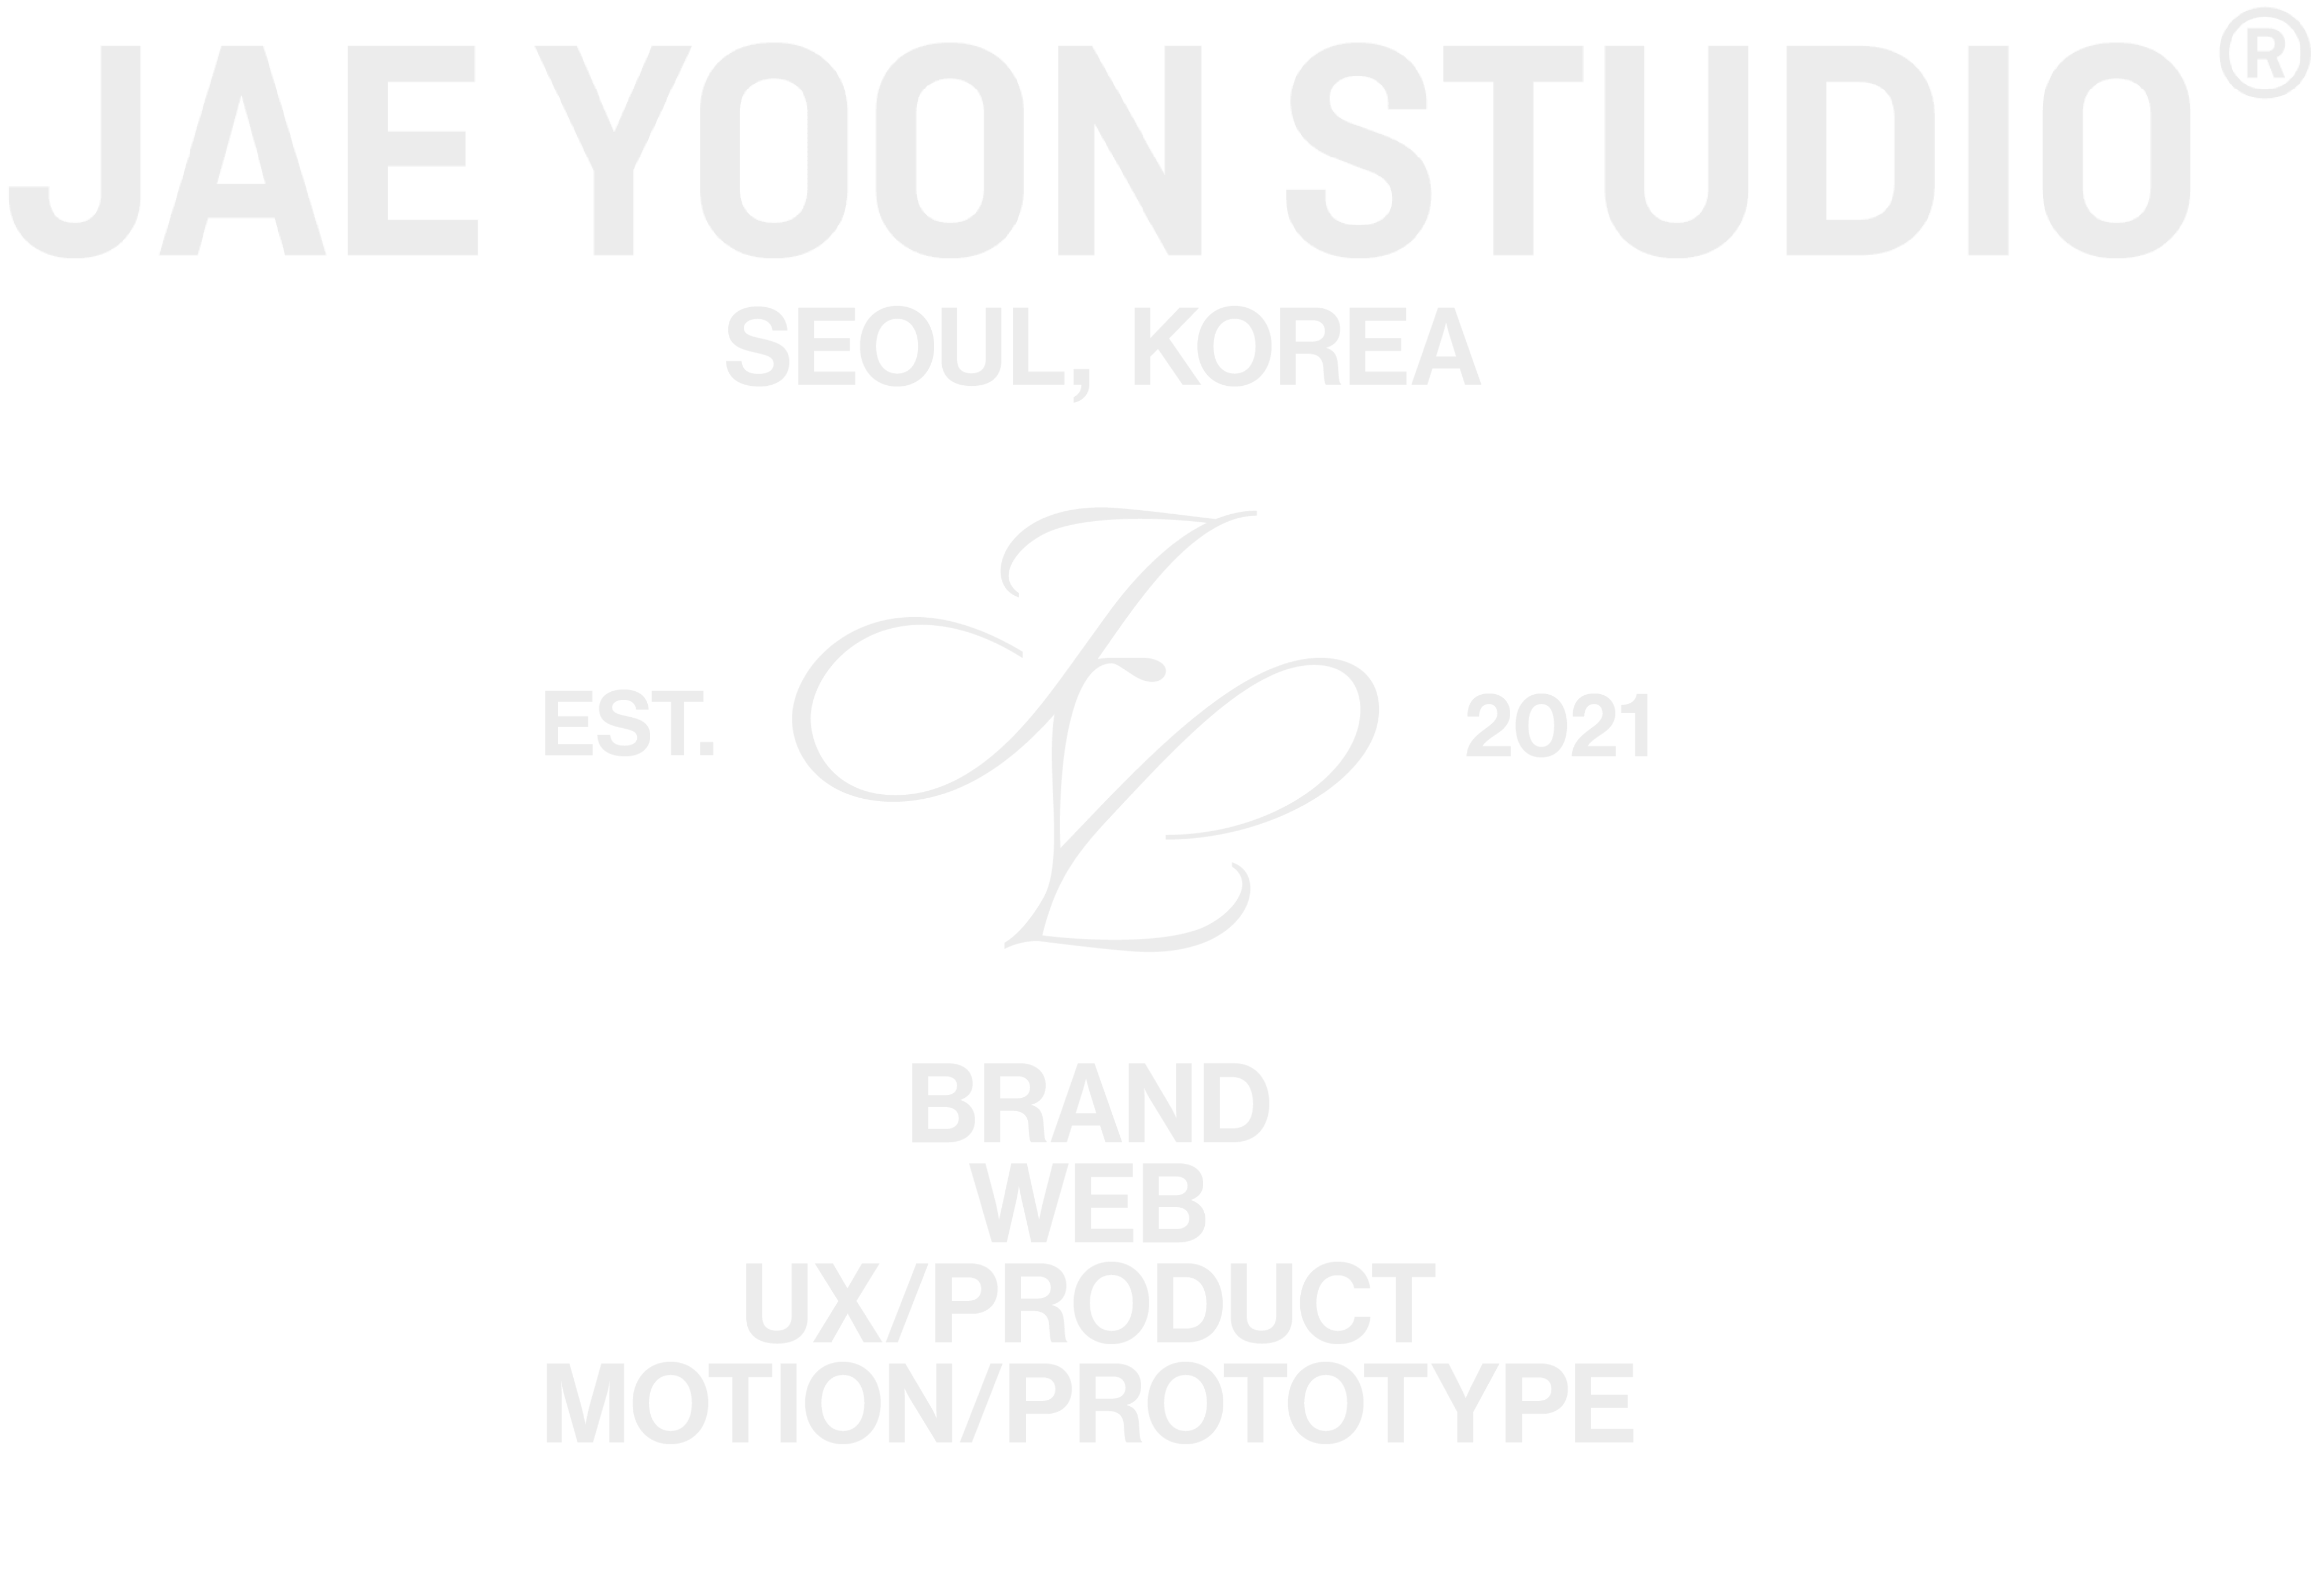 JAE YOON STUDIO®
SEOUL, KOREA
EST. 2021
BRAND
WEB
UX/PRODUCT
MOTION/PROTOTYPE